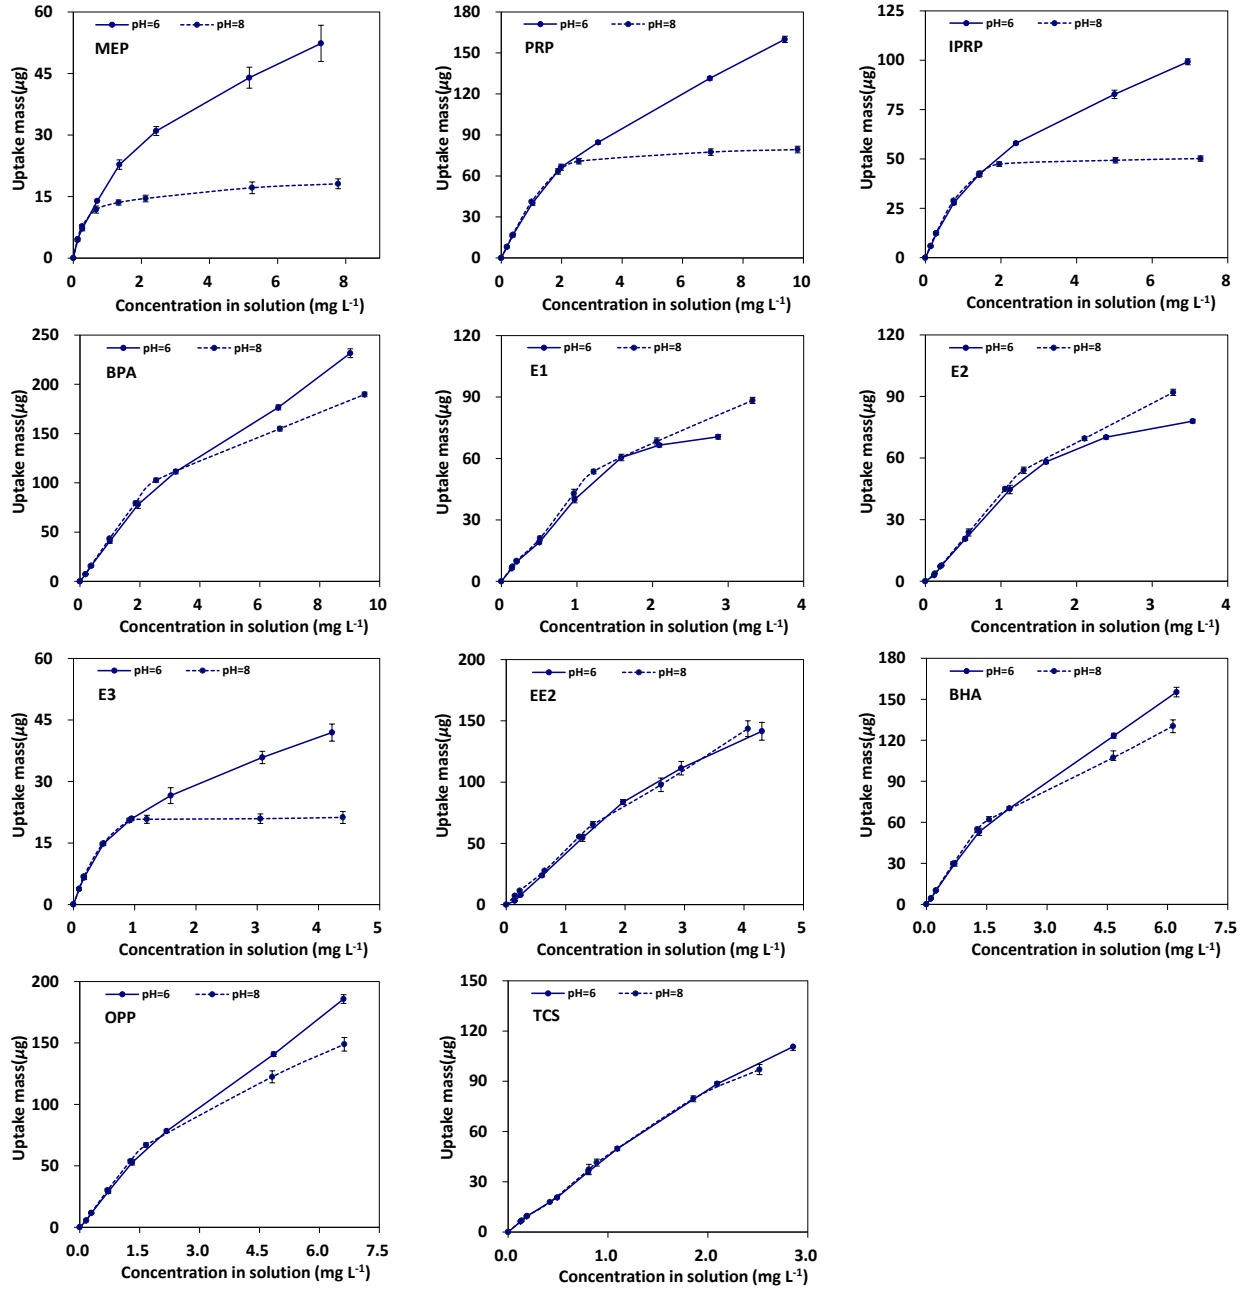 pH=6 pH=8
MEP
Uptake mass(µg)
60
45
30
15
0
0 2 4 6 8
Concentration in solution (mg L-1)
pH=6 pH=8
PRP
Uptake mass(µg)
180
150
120
90
60
30
0
0 2 4 6 8 10
Concentration in solution (mg L-1)
pH=6 pH=8
IPRP
Uptake mass(µg)
125
100
75
50
25
0
0 2 4 6 8
Concentration in solution (mg L-1)
pH=6 pH=8
BPA
Uptake mass(µg)
250
200
150
100
50
0
0 2 4 6 8 10
Concentration in solution (mg L-1)
pH=6 pH=8
E1
Uptake mass(µg)
120
90
60
30
0
0 1 2 3 4
Concentration in solution (mg L-1)
pH=6 pH=8
E2
Uptake mass(µg)
120
90
60
30
0
0 1 2 3 4
Concentration in solution (mg L-1)
pH=6 pH=8
E3
Uptake mass(µg)
60
45
30
15
0
0 1 2 3 4 5
Concentration in solution (mg L-1)
pH=6 pH=8
EE2
Uptake mass(µg)
200
150
100
50
0
0 1 2 3 4 5
Concentration in solution (mg L-1)
pH=6 pH=8
BHA
Uptake mass(µg)
180
150
120
90
60
30
0
0.0 1.5 3.0 4.5 6.0 7.5
Concentration in solution (mg L-1)
pH=6 pH=8
OPP
Uptake mass(µg)
200
150
100
50
0
0.0 1.5 3.0 4.5 6.0 7.5
Concentration in solution (mg L-1)
pH=6 pH=8
TCS
Uptake mass(µg)
150
120
90
60
30
0
0.0 1.0 2.0 3.0
Concentration in solution (mg L-1)